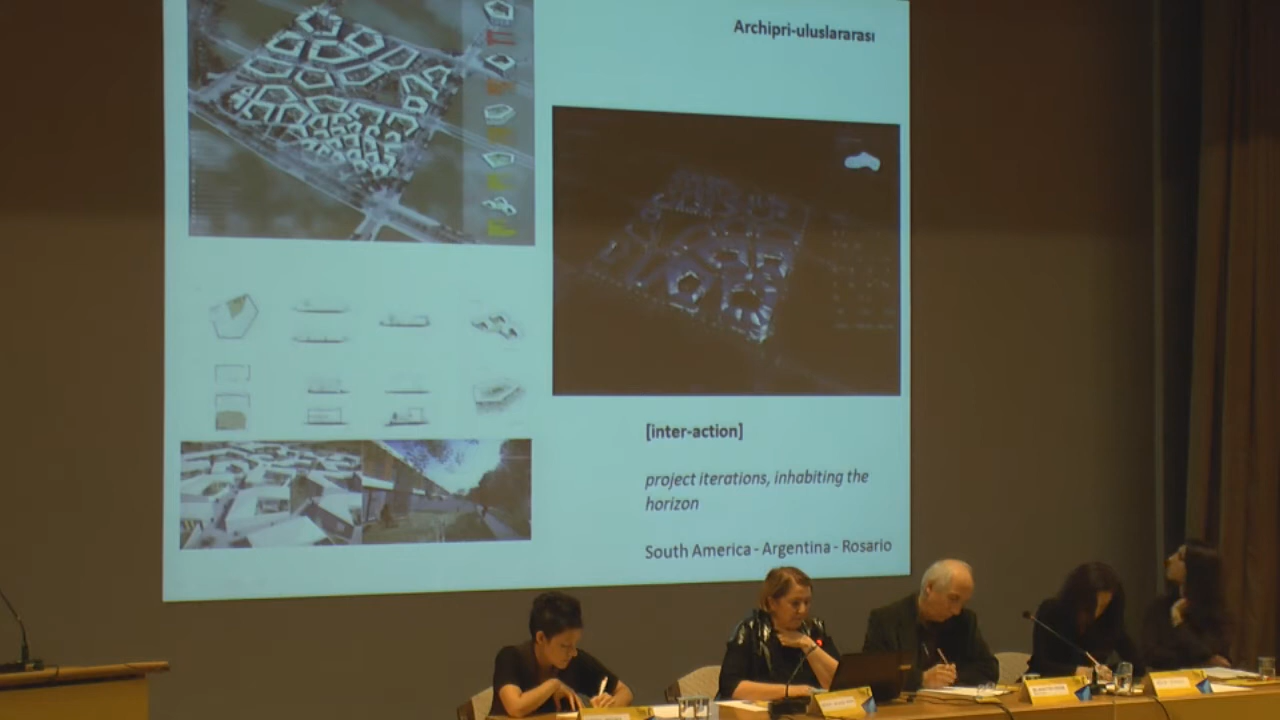 Archipri-uluslararası
[inter-action]
project iterations, inhabiting the
horizon
South America - Argentina - Rosario